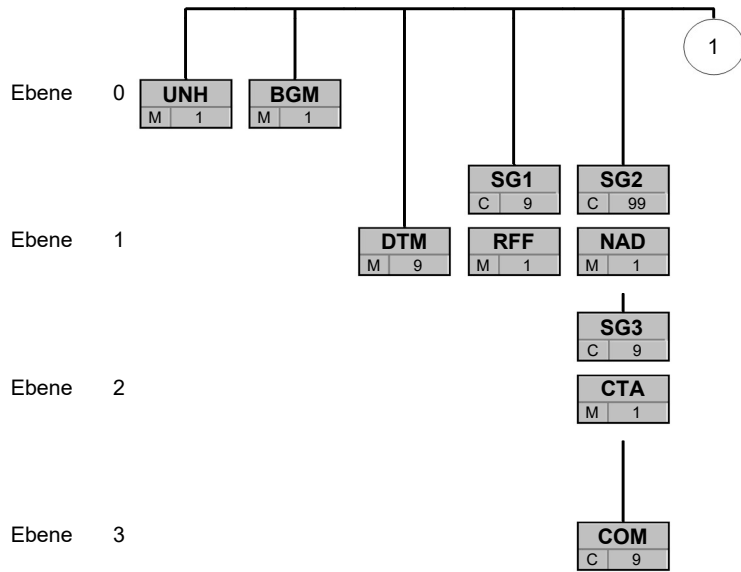 1
Ebene 0 UNH BGM
M 1 M 1
SG1 SG2
C 9 C 99
Ebene 1 DTM RFF NAD
M 9 M 1 M 1
SG3
C 9
Ebene 2 CTA
M 1
Ebene 3 COM
C 9